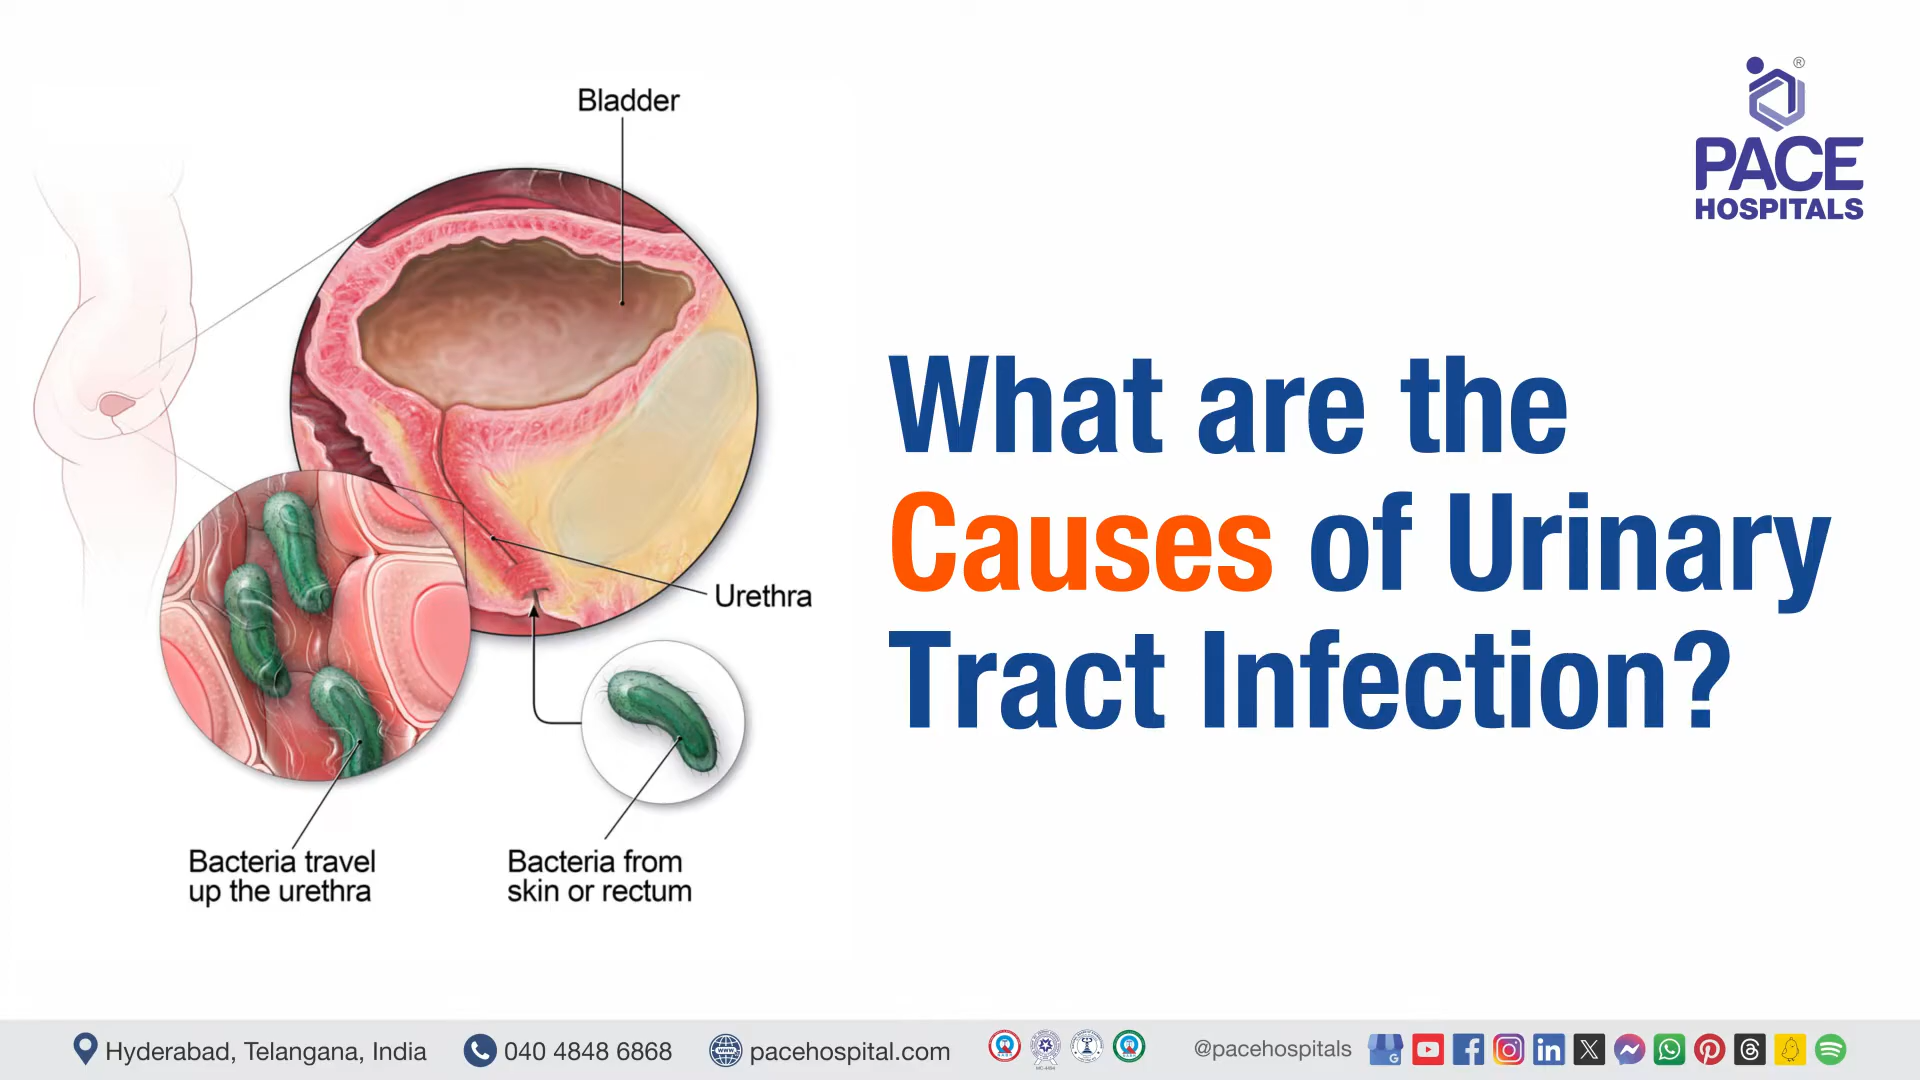 Bladder
®
PACE
HOSPITALS
What are the
Causes of Urinary
Tract Infection?
Urethra
Bacteria travel
up the urethra
Bacteria from
skin or rectum
Hyderabad, Telangana, India
040 4848 6868
www
pacehospital.com
@pacehospitals